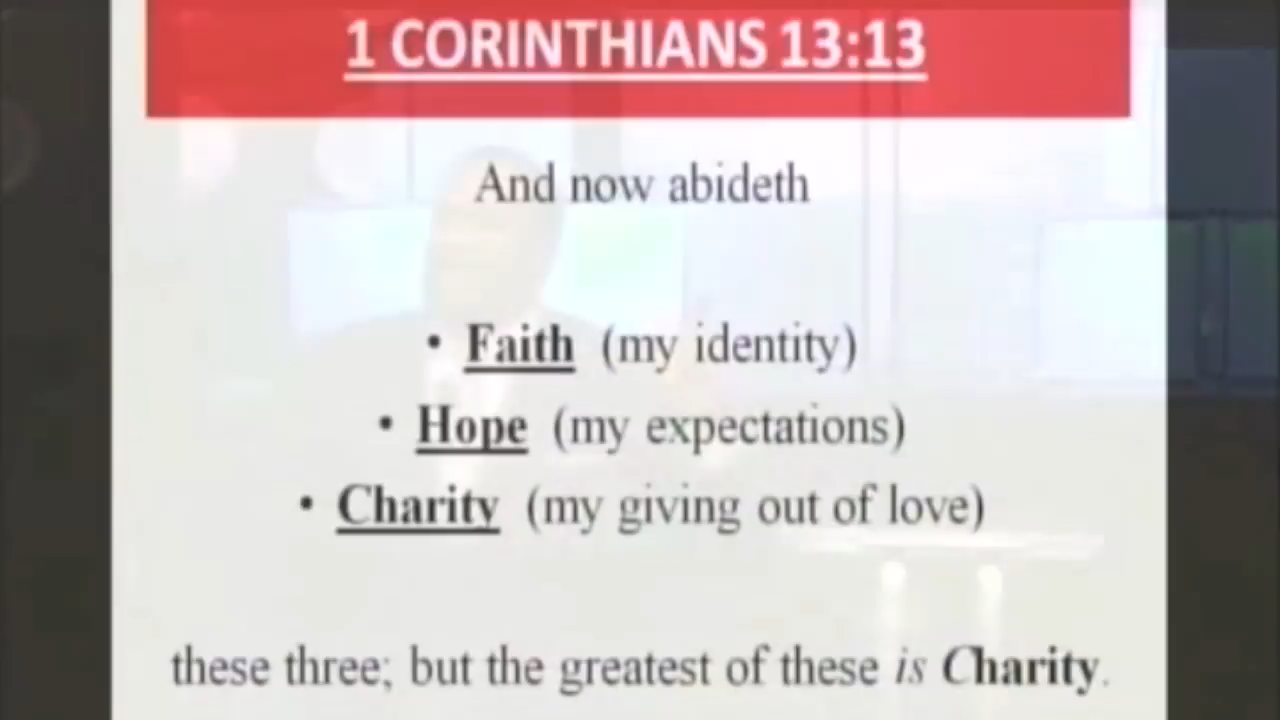 1 CORINTHIANS 13:13
And now abideth
• Faith (my identity)
• Hope (my expectations)
• Charity (my giving out of love)
these three; but the greatest of these is Charity.